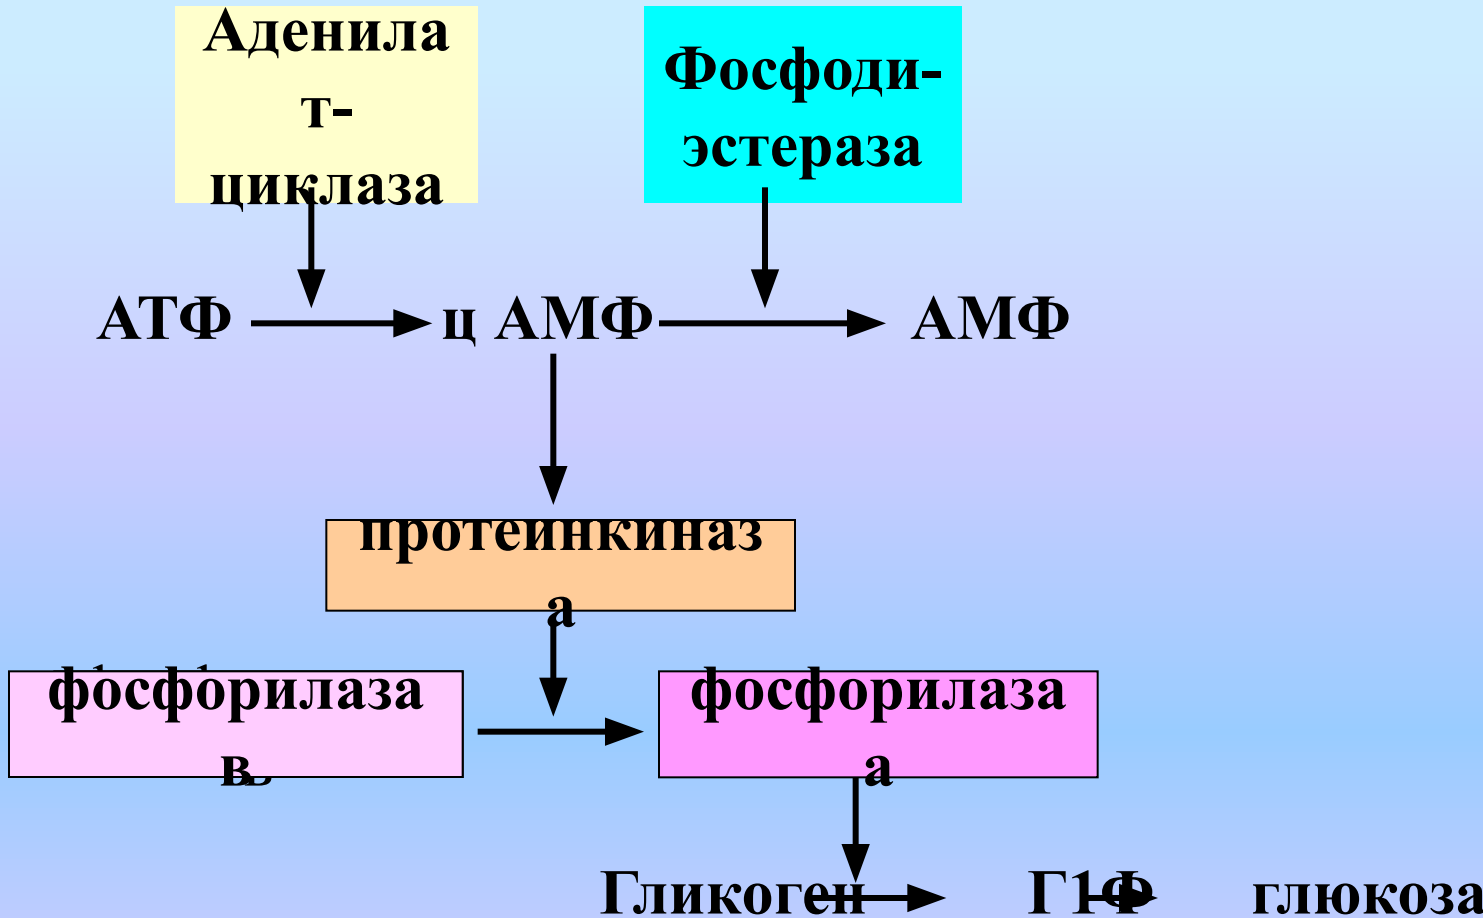 Аденила
т-
циклаза
Фосфоди-
эстераза
АТФ
ц АМФ
АМФ
протеинкиназ
а
фосфорилаза
в
фосфорилаза
а
Гликоген
Г1Ф
глюкоза